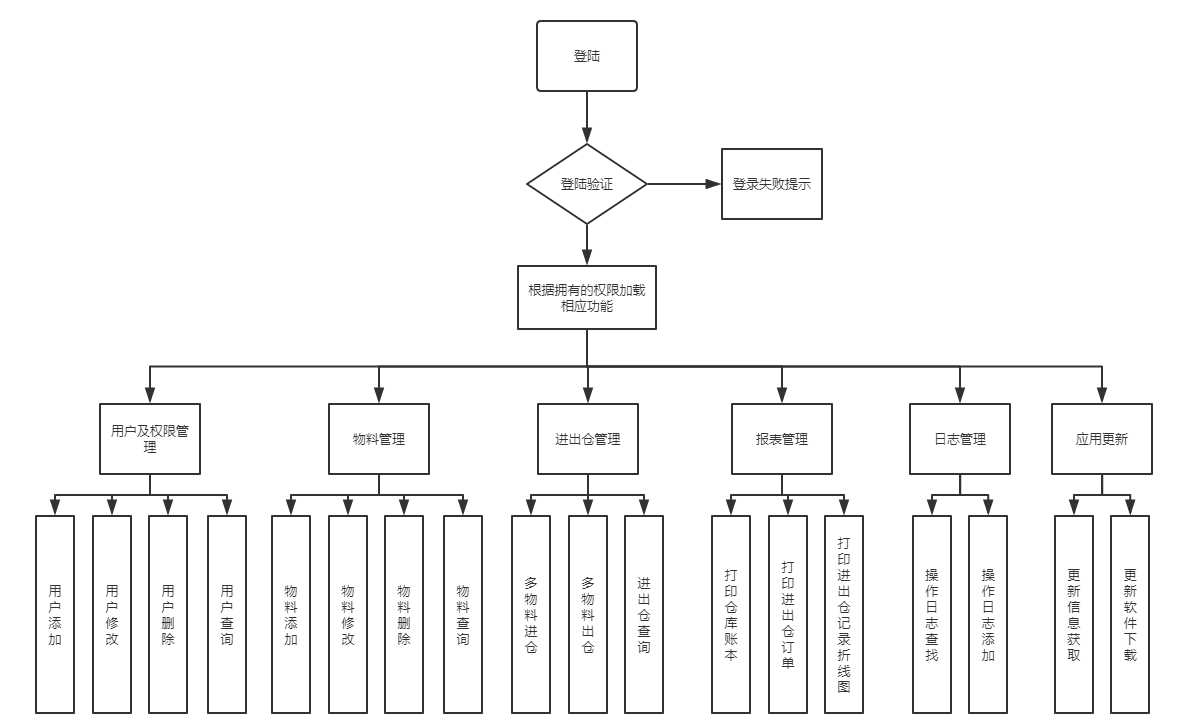 登陆
登陆验证
登录失败提示
根据拥有的权限加载
相应功能
用户及权限管
理
物料管理
进出仓管理
报表管理
日志管理
应用更新
用户添加
用户修改
用户删除
用户查询
物料添加
物料修改
物料删除
物料查询
多物料进仓
多物料出仓
进出仓查询
打印仓库账本
打印进出仓订单
打印进出仓记录折线图
操作日志查找
操作日志添加
更新信息获取
更新软件下载